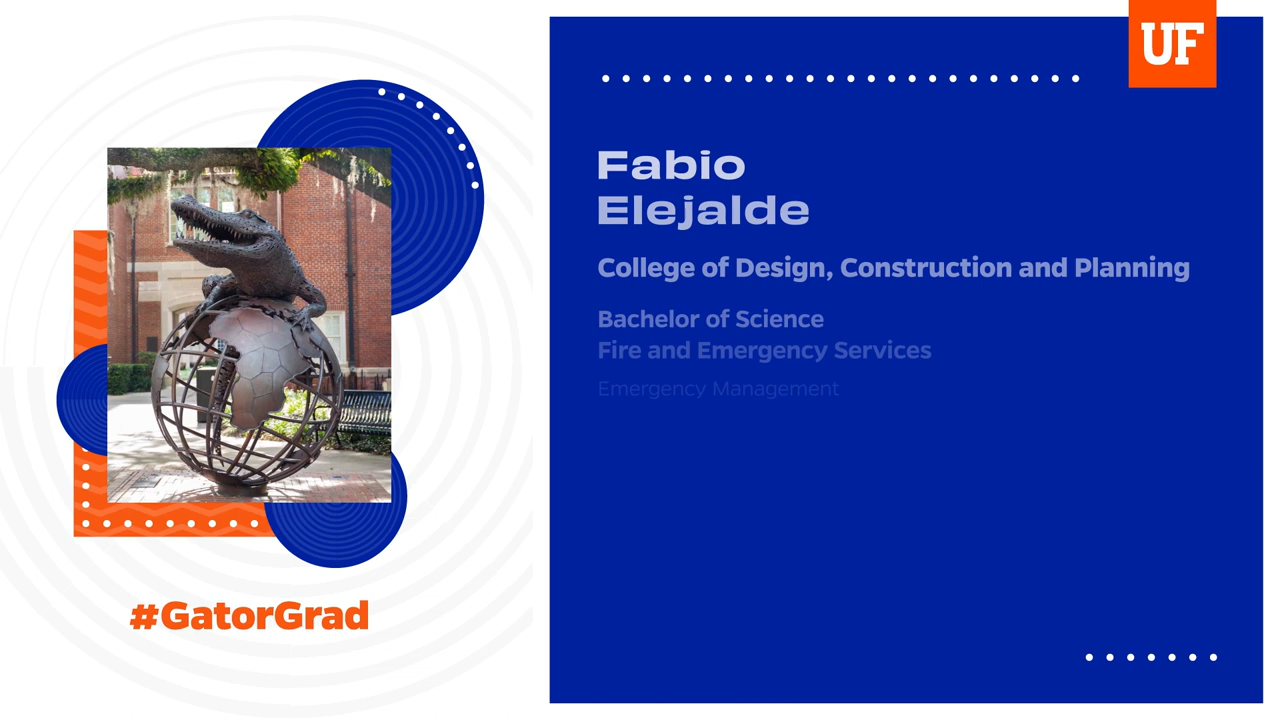 UF
Fabio
Elejalde
College of Design, Construction and Planning
Bachelor of Science
Fire and Emergency Services
Emergency Management
#GatorGrad